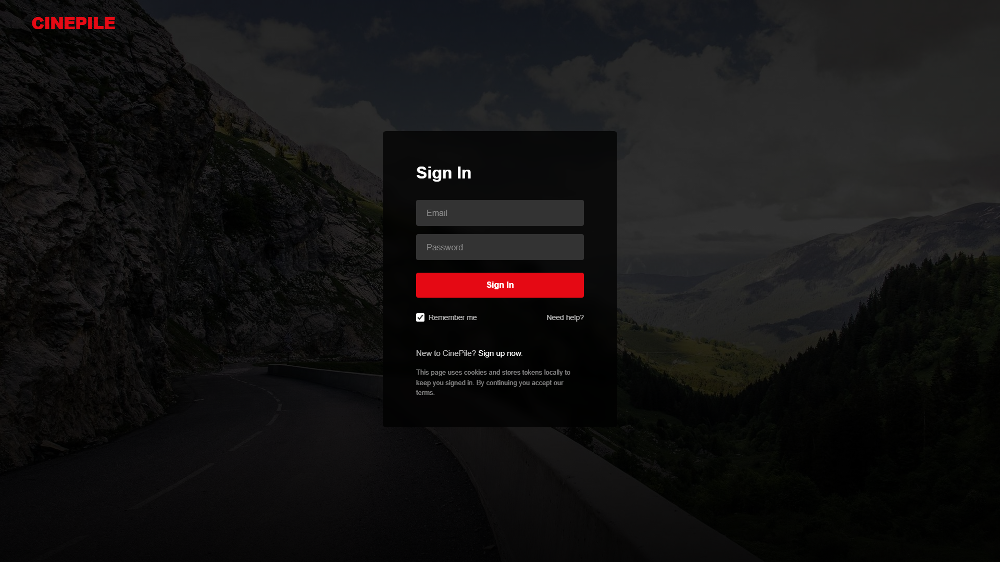 CINEPILE
Sign In
Email
Password
Sign In
Remember me
Need help?
New to CinePile? Sign up now.
This page uses cookies and stores tokens locally to
keep you signed in. By continuing you accept our
terms.